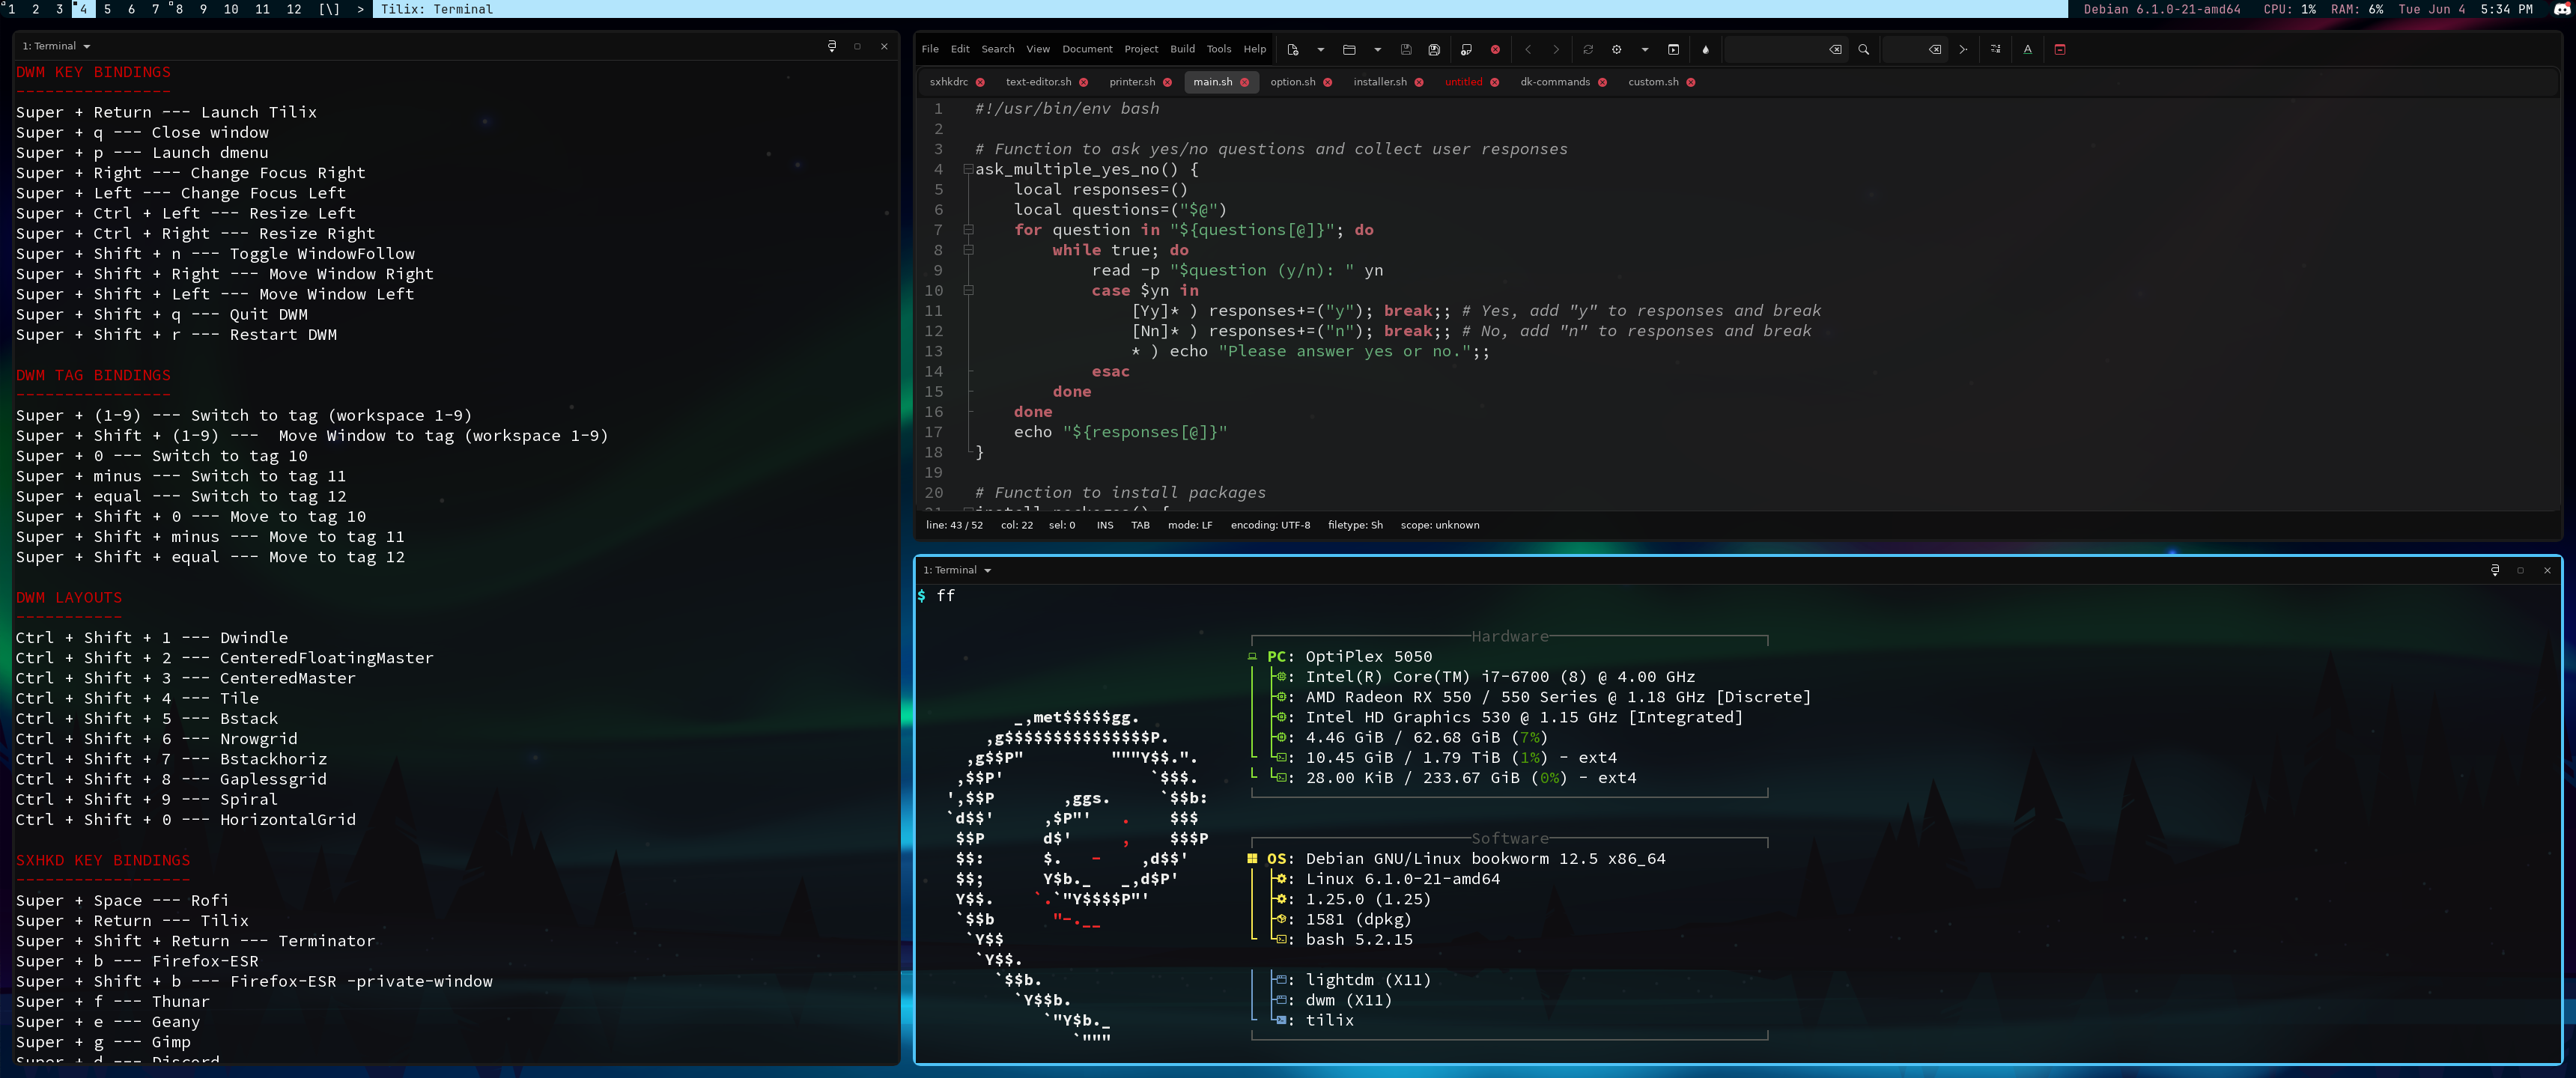 1 2 3 4 5 6 7 8 9 10 11 12 [\] > Tilix: Terminal Debian 6.1.0-21-amd64 CPU: 1% RAM: 6% Tue Jun 4 5:34 PM
1: Terminal
DWM KEY BINDINGS
----------------
Super + Return --- Launch Tilix
Super + q --- Close window
Super + p --- Launch dmenu
Super + Right --- Change Focus Right
Super + Left --- Change Focus Left
Super + Ctrl + Left --- Resize Left
Super + Ctrl + Right --- Resize Right
Super + Shift + n --- Toggle WindowFollow
Super + Shift + Right --- Move Window Right
Super + Shift + Left --- Move Window Left
Super + Shift + q --- Quit DWM
Super + Shift + r --- Restart DWM
DWM TAG BINDINGS
----------------
Super + (1-9) --- Switch to tag (workspace 1-9)
Super + Shift + (1-9) ---  Move Window to tag (workspace 1-9)
Super + 0 --- Switch to tag 10
Super + minus --- Switch to tag 11
Super + equal --- Switch to tag 12
Super + Shift + 0 --- Move to tag 10
Super + Shift + minus --- Move to tag 11
Super + Shift + equal --- Move to tag 12
DWM LAYOUTS
-----------
Ctrl + Shift + 1 --- Dwindle
Ctrl + Shift + 2 --- CenteredFloatingMaster
Ctrl + Shift + 3 --- CenteredMaster
Ctrl + Shift + 4 --- Tile
Ctrl + Shift + 5 --- Bstack
Ctrl + Shift + 6 --- Nrowgrid
Ctrl + Shift + 7 --- Bstackhoriz
Ctrl + Shift + 8 --- Gaplessgrid
Ctrl + Shift + 9 --- Spiral
Ctrl + Shift + 0 --- HorizontalGrid
SXHKD KEY BINDINGS
------------------
Super + Space --- Rofi
Super + Return --- Tilix
Super + Shift + Return --- Terminator
Super + b --- Firefox-ESR
Super + Shift + b --- Firefox-ESR -private-window
Super + f --- Thunar
Super + e --- Geany
Super + g --- Gimp
Super + d --- Discord
File Edit Search View Document Project Build Tools Help
sxhkdrc text-editor.sh printer.sh main.sh option.sh installer.sh untitled dk-commands custom.sh
1 #!/usr/bin/env bash
2
3 # Function to ask yes/no questions and collect user responses
4 ask_multiple_yes_no() {
5     local responses=()
6     local questions=("$@")
7     for question in "${questions[@]}"; do
8         while true; do
9             read -p "$question (y/n): " yn
10             case $yn in
11                 [Yy]* ) responses+=("y"); break;; # Yes, add "y" to responses and break
12                 [Nn]* ) responses+=("n"); break;; # No, add "n" to responses and break
13                 * ) echo "Please answer yes or no.";;
14             esac
15         done
16     done
17     echo "${responses[@]}"
18 }
19
20 # Function to install packages
21 install_packages() {
line: 43 / 52 col: 22 sel: 0 INS TAB mode: LF encoding: UTF-8 filetype: Sh scope: unknown
1: Terminal
$ ff
Hardware
PC: OptiPlex 5050
: Intel(R) Core(TM) i7-6700 (8) @ 4.00 GHz
: AMD Radeon RX 550 / 550 Series @ 1.18 GHz [Discrete]
: Intel HD Graphics 530 @ 1.15 GHz [Integrated]
: 4.46 GiB / 62.68 GiB (7%)
: 10.45 GiB / 1.79 TiB (1%) - ext4
: 28.00 KiB / 233.67 GiB (0%) - ext4
Software
OS: Debian GNU/Linux bookworm 12.5 x86_64
: Linux 6.1.0-21-amd64
: 1.25.0 (1.25)
: 1581 (dpkg)
: bash 5.2.15
: lightdm (X11)
: dwm (X11)
: tilix